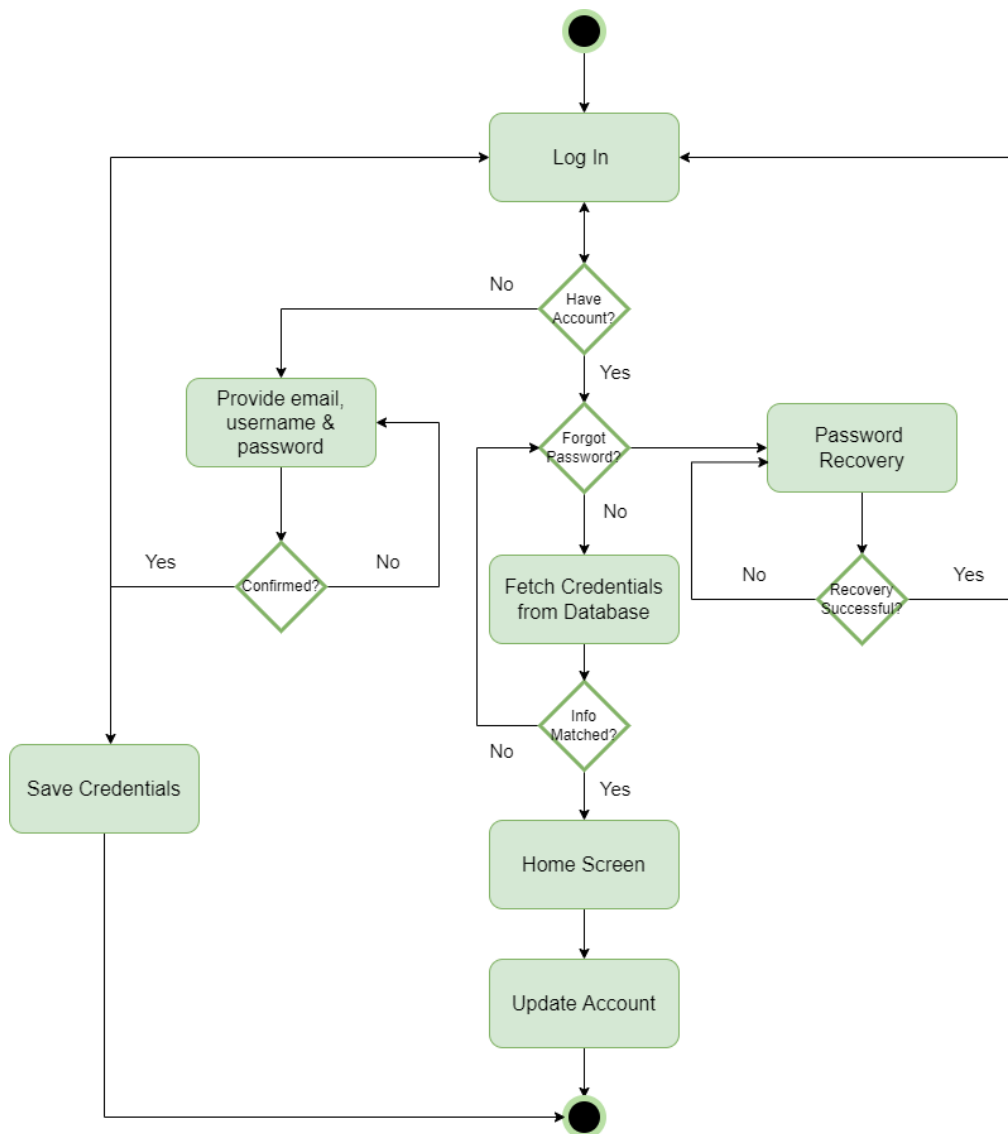 Log In
No
Have
Account?
Yes
Provide email,
username &
password
Forgot
Password?
Password
Recovery
No
Yes
Confirmed?
No
Fetch Credentials
from Database
No
Recovery
Successful?
Yes
Info
Matched?
No
Save Credentials
Yes
Home Screen
Update Account